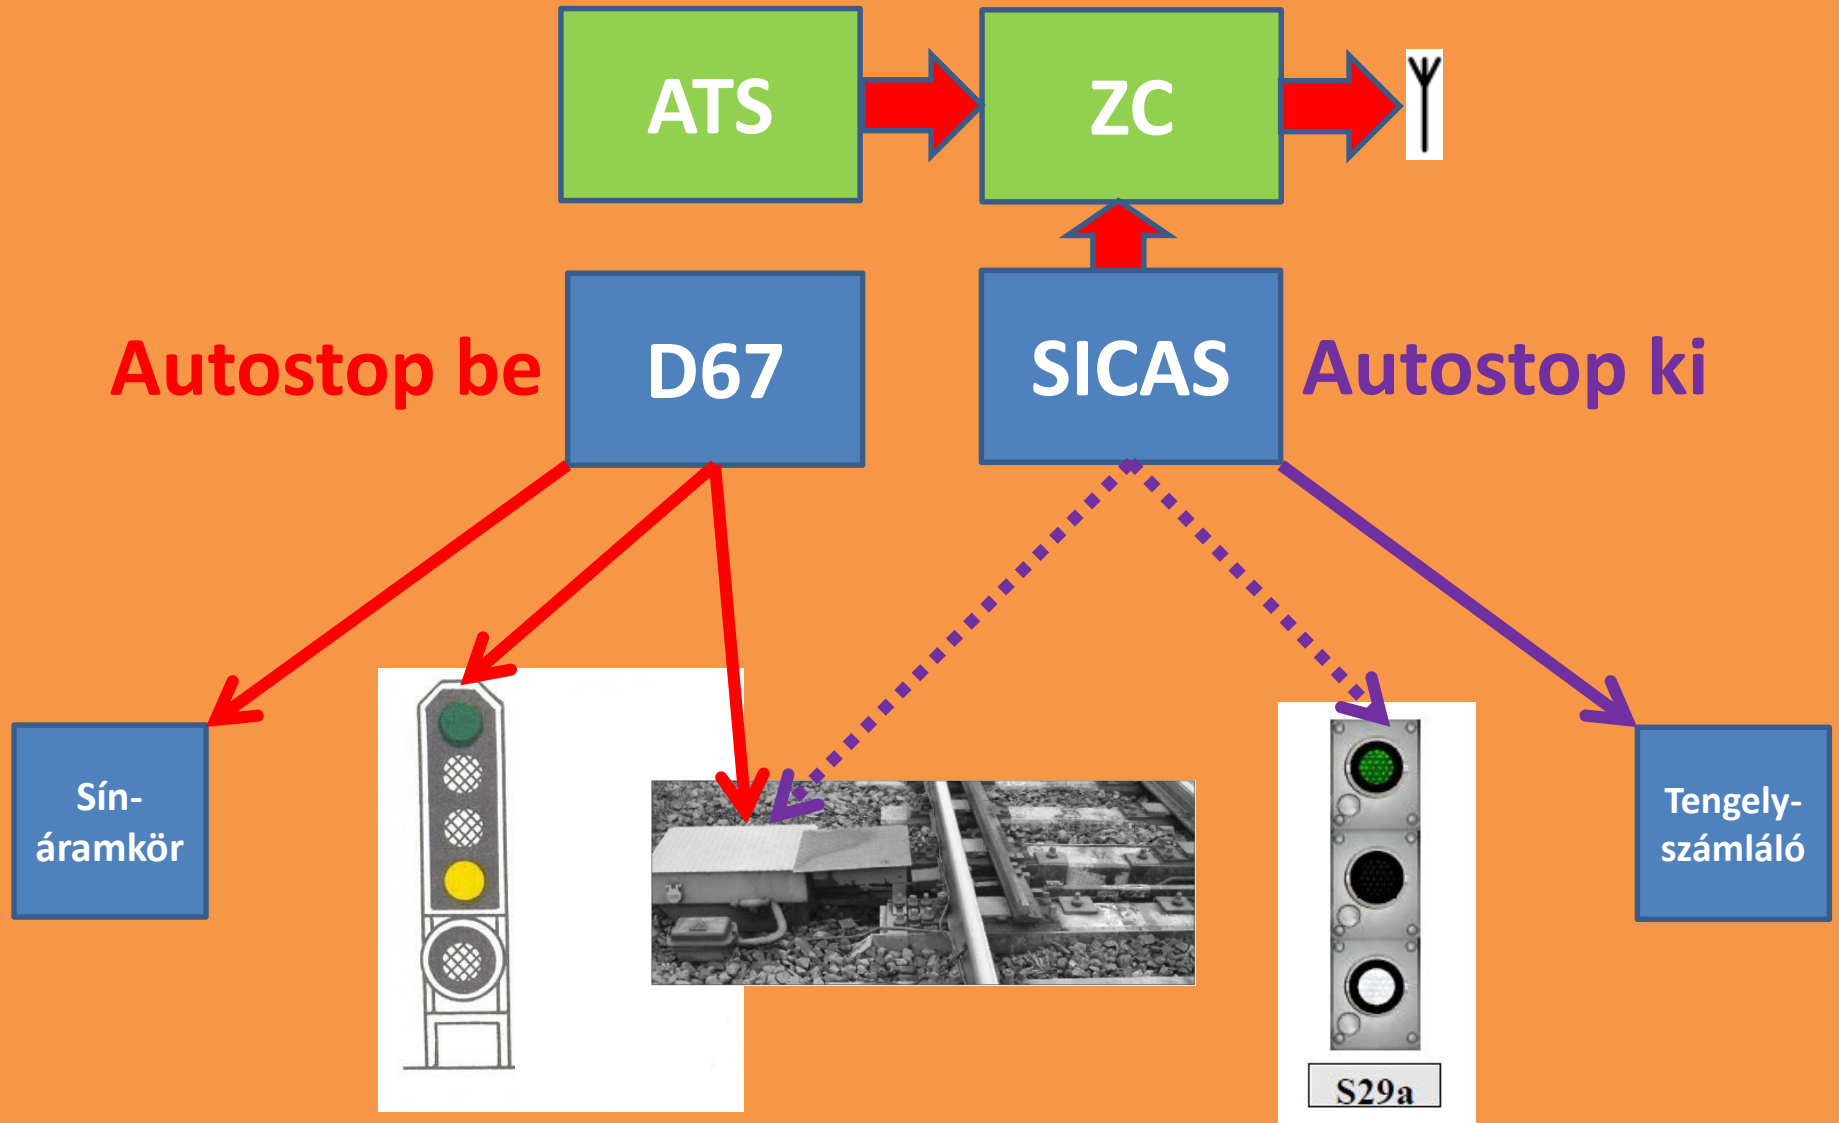 ATS
ZC
Autostop be
D67
SICAS
Autostop ki
Sín-
áramkör
Tengely-
számláló
S29a